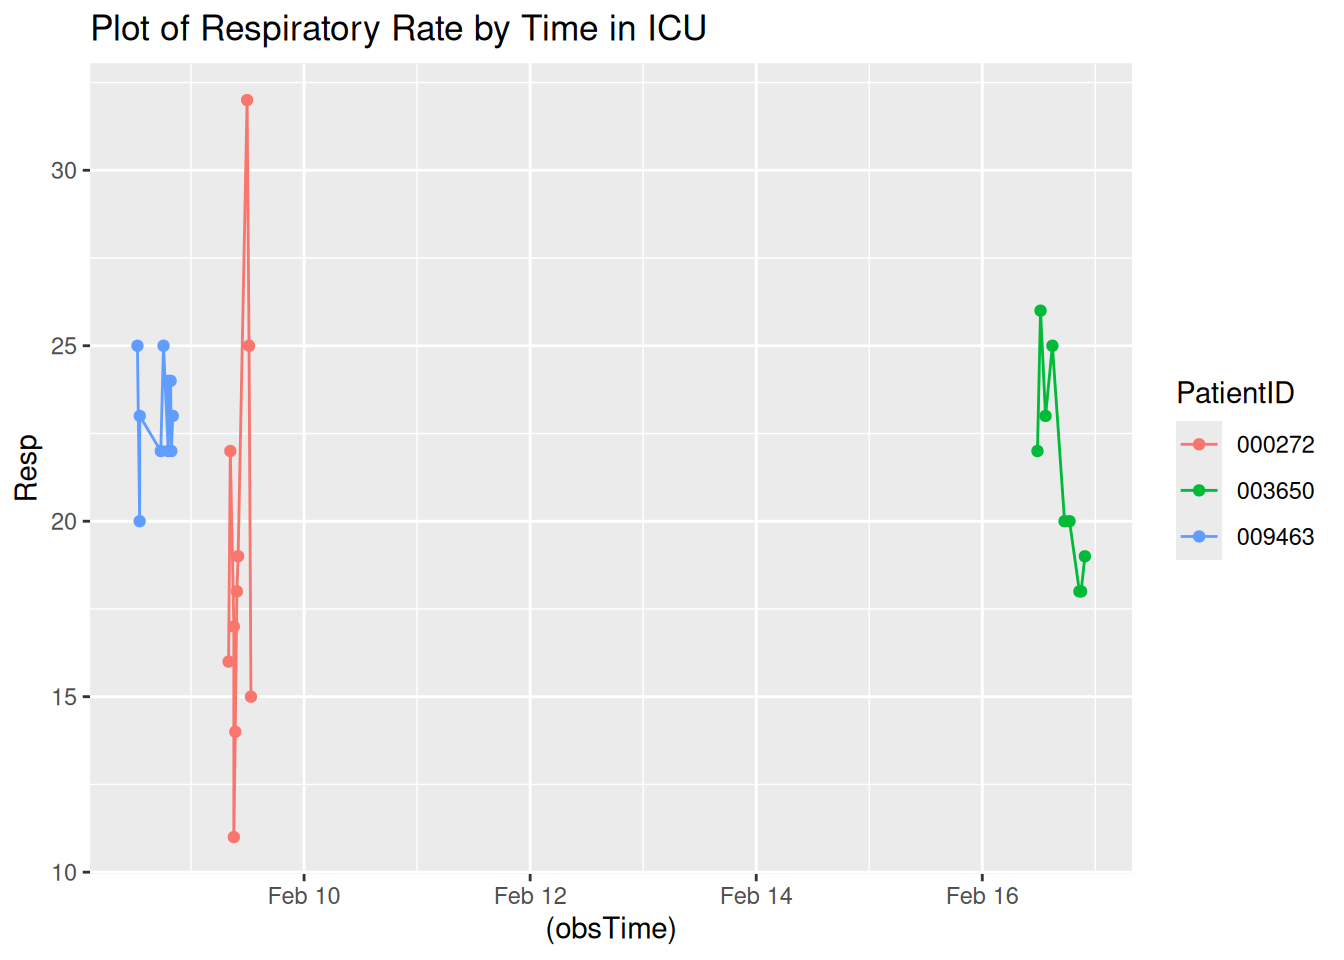 Plot of Respiratory Rate by Time in ICU
30
25
20
15
10
Resp
Feb 10
Feb 12
Feb 14
Feb 16
(obsTime)
PatientID
000272
003650
009463